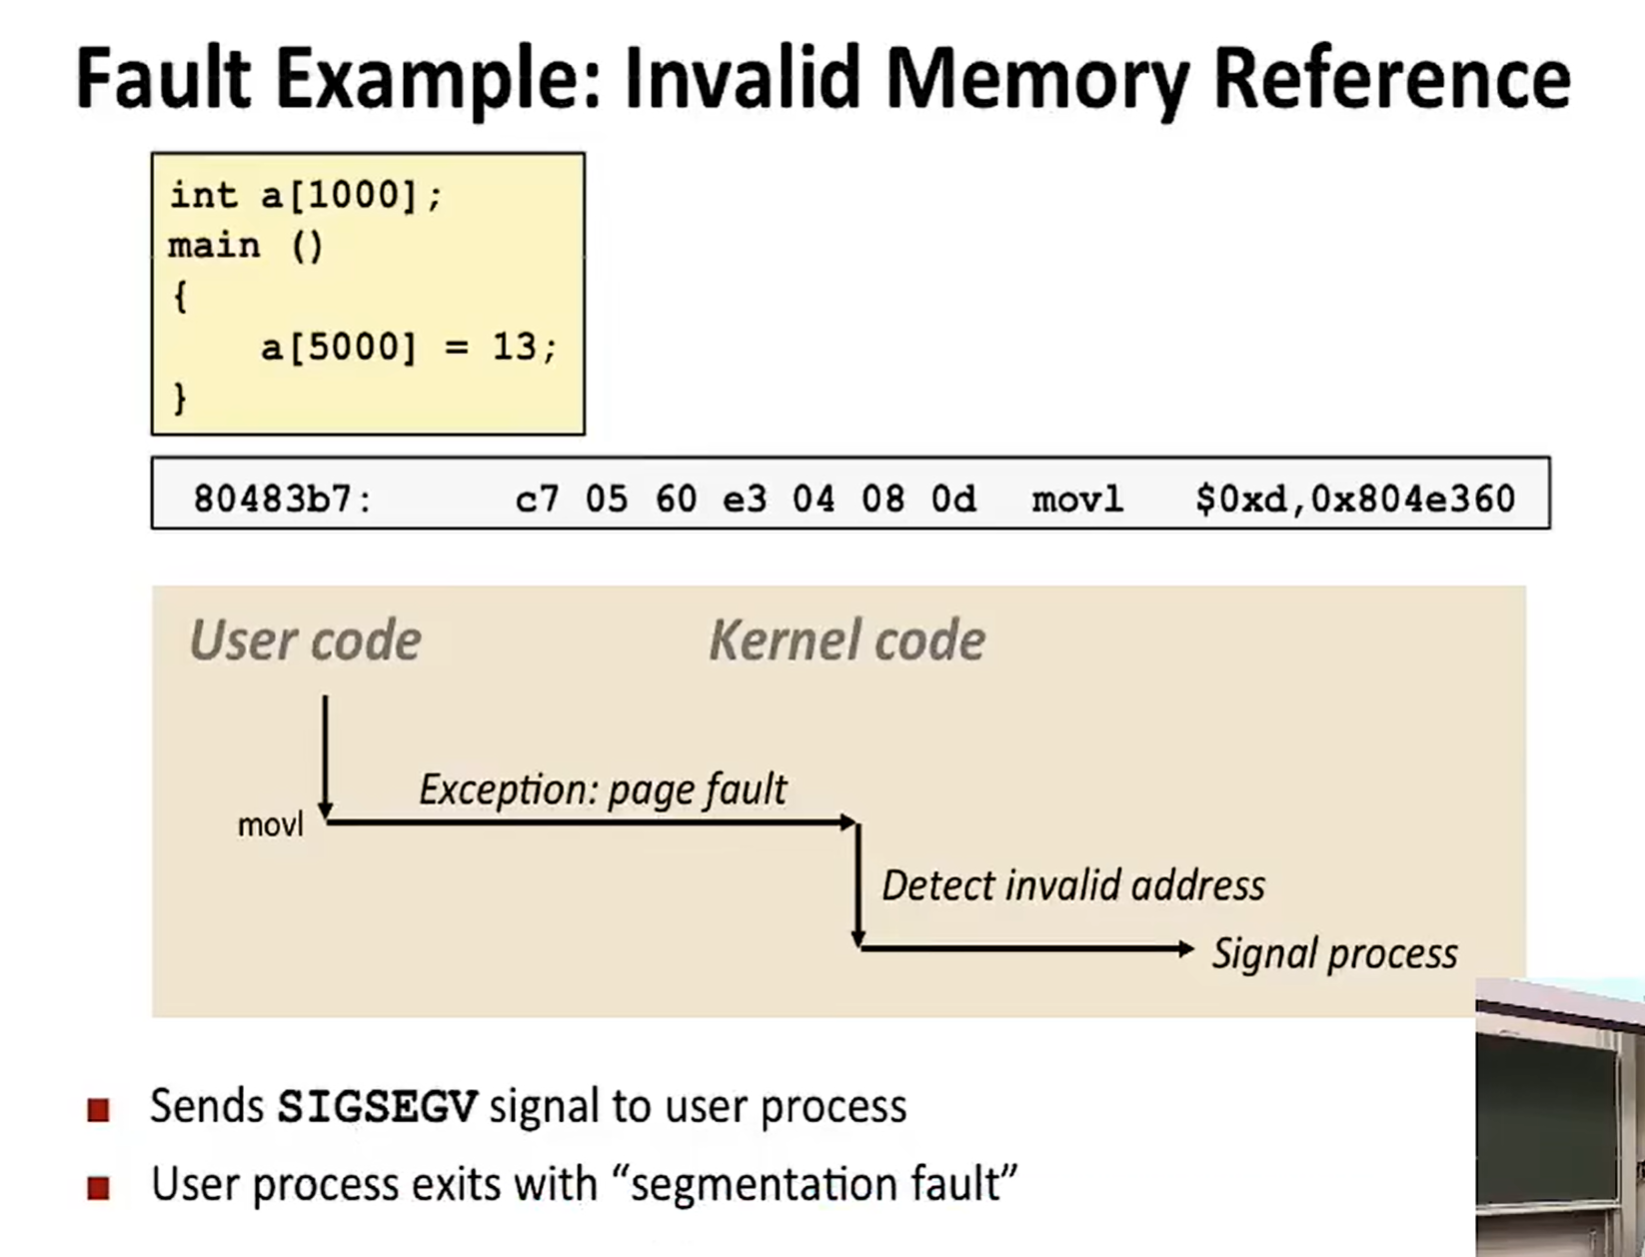 Fault Example: Invalid Memory Reference
int a[1000];
main ()
{
a[5000] = 13;
}
80483b7: c7 05 60 e3 04 08 0d movl $0xd,0x804e360
User code Kernel code
Exception: page fault
movl
Detect invalid address
Signal process
Sends SIGSEGV signal to user process
User process exits with “segmentation fault”